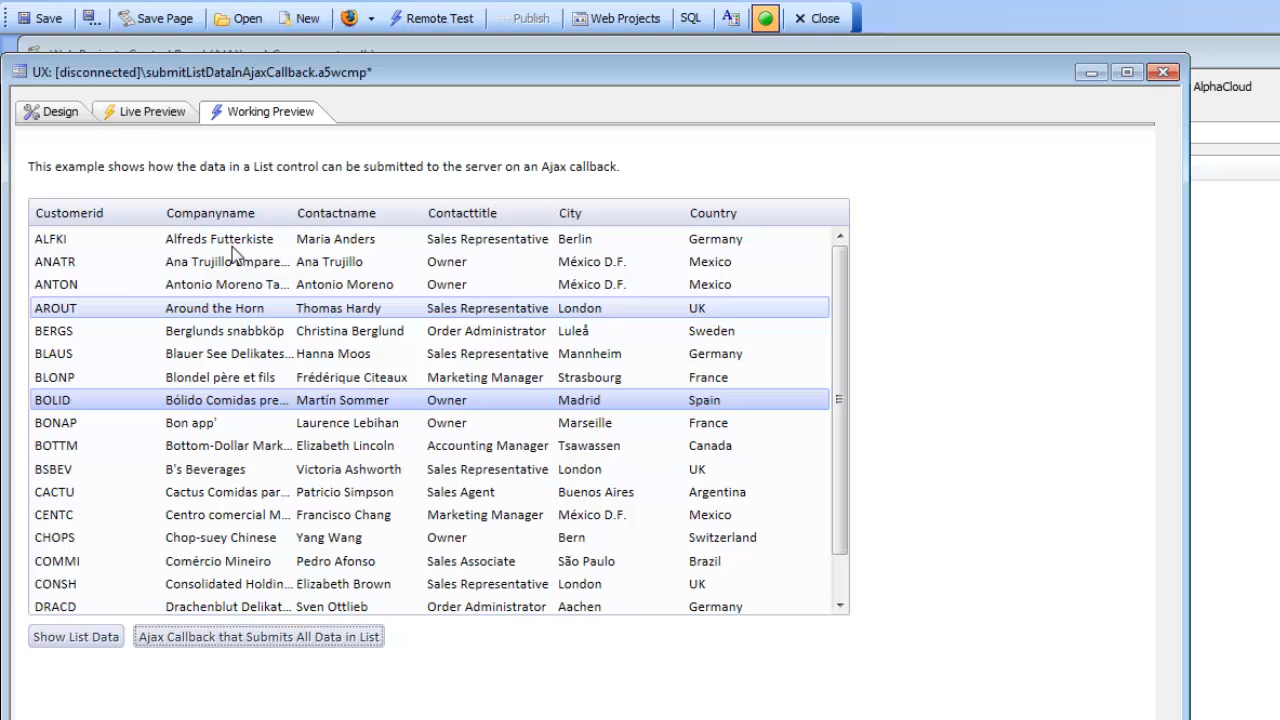 Save Save Page Open New Remote Test Publish Web Projects SQL Close
UX: [disconnected]\submitListDataInAjaxCallback.a5wcmp*
AlphaCloud
Design Live Preview Working Preview
This example shows how the data in a List control can be submitted to the server on an Ajax callback.
Customerid Companyname Contactname Contacttitle City Country
ALFKI Alfreds Futterkiste Maria Anders Sales Representative Berlin Germany
ANATR Ana Trujillo Empare... Ana Trujillo Owner México D.F. Mexico
ANTON Antonio Moreno Ta... Antonio Moreno Owner México D.F. Mexico
AROUT Around the Horn Thomas Hardy Sales Representative London UK
BERGS Berglunds snabbköp Christina Berglund Order Administrator Luleå Sweden
BLAUS Blauer See Delikates... Hanna Moos Sales Representative Mannheim Germany
BLONP Blondel père et fils Frédérique Citeaux Marketing Manager Strasbourg France
BOLID Bólido Comidas pre... Martín Sommer Owner Madrid Spain
BONAP Bon app' Laurence Lebihan Owner Marseille France
BOTTM Bottom-Dollar Mark... Elizabeth Lincoln Accounting Manager Tsawassen Canada
BSBEV B's Beverages Victoria Ashworth Sales Representative London UK
CACTU Cactus Comidas par... Patricio Simpson Sales Agent Buenos Aires Argentina
CENTC Centro comercial M... Francisco Chang Marketing Manager México D.F. Mexico
CHOPS Chop-suey Chinese Yang Wang Owner Bern Switzerland
COMMI Comércio Mineiro Pedro Afonso Sales Associate São Paulo Brazil
CONSH Consolidated Holdin... Elizabeth Brown Sales Representative London UK
DRACD Drachenblut Delikat... Sven Ottlieb Order Administrator Aachen Germany
Show List Data Ajax Callback that Submits All Data in List